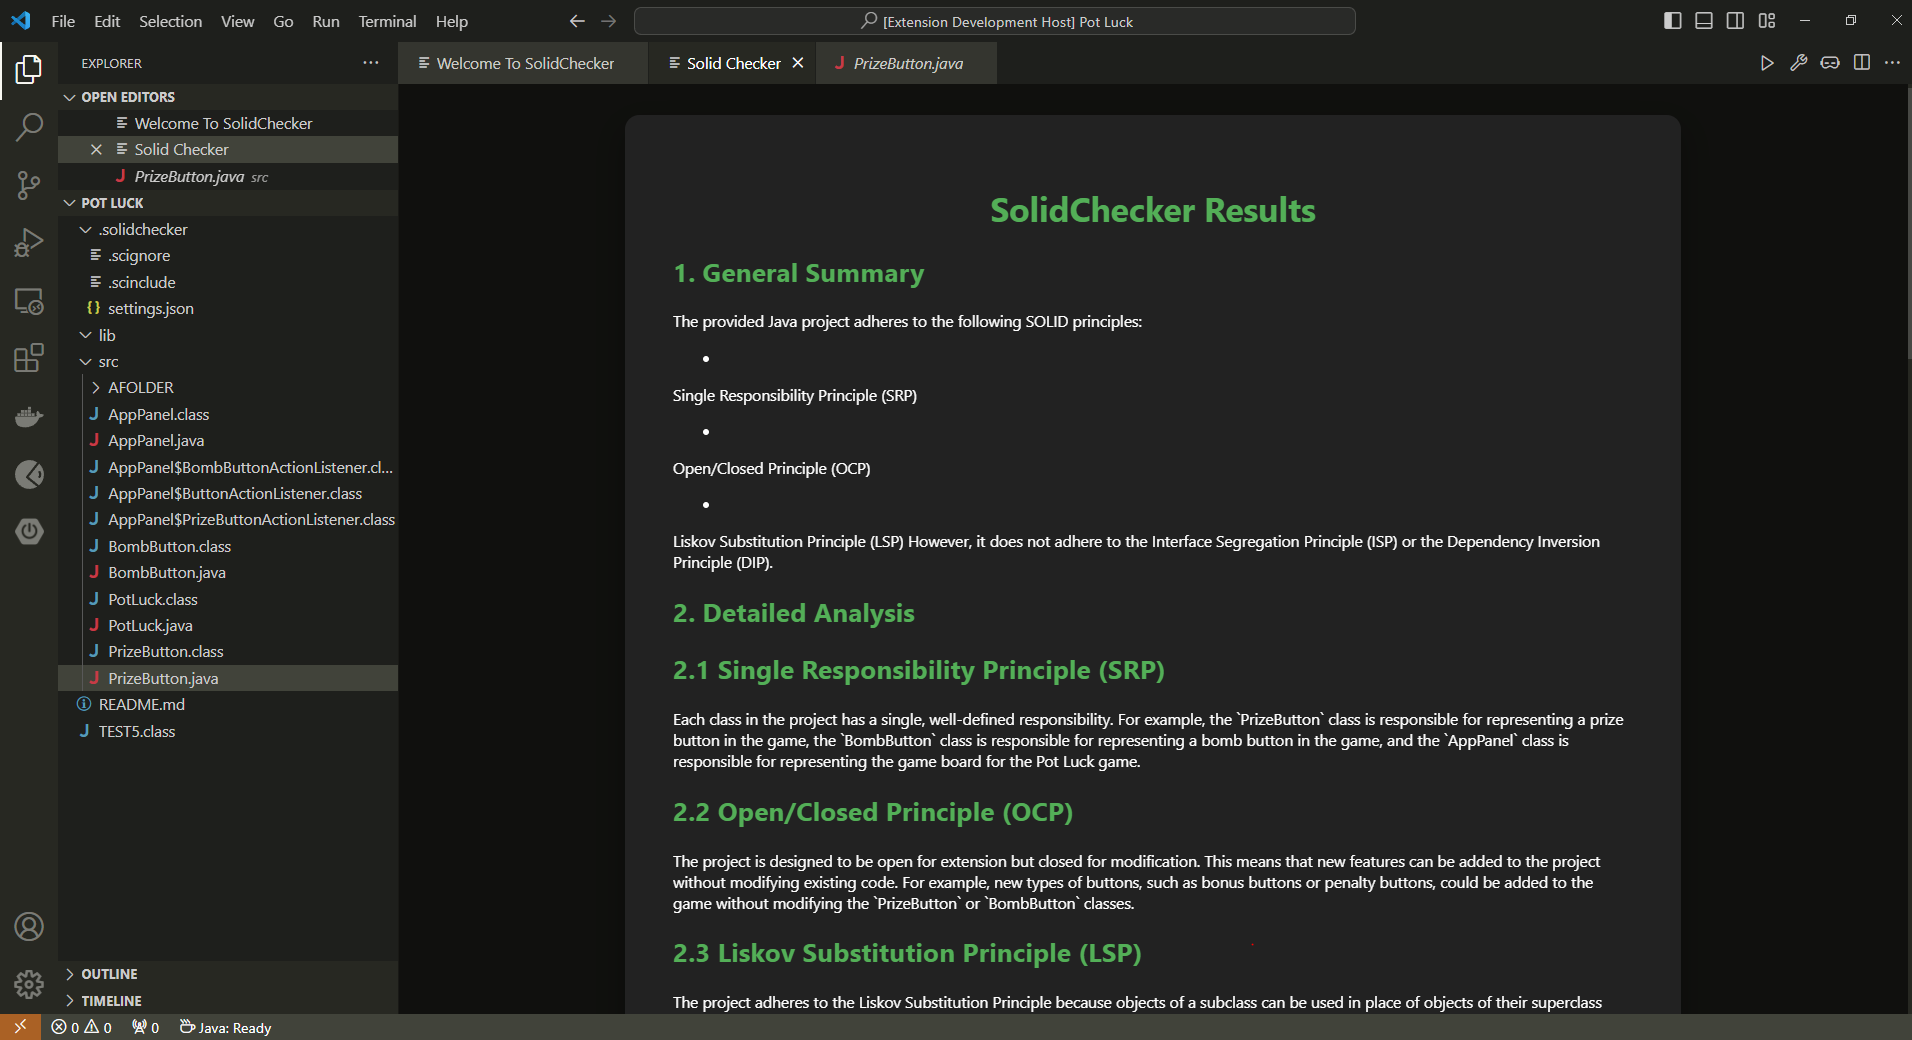 File Edit Selection View Go Run Terminal Help
[Extension Development Host] Pot Luck
EXPLORER
Welcome To SolidChecker
Solid Checker
PrizeButton.java
OPEN EDITORS
Welcome To SolidChecker
Solid Checker
PrizeButton.java src
POT LUCK
.solidchecker
.scignore
.scinclude
settings.json
lib
src
AFOLDER
AppPanel.class
AppPanel.java
AppPanel$BombButtonActionListener.cl...
AppPanel$ButtonActionListener.class
AppPanel$PrizeButtonActionListener.class
BombButton.class
BombButton.java
PotLuck.class
PotLuck.java
PrizeButton.class
PrizeButton.java
README.md
TEST5.class
OUTLINE
TIMELINE
SolidChecker Results
1. General Summary
The provided Java project adheres to the following SOLID principles:
•
Single Responsibility Principle (SRP)
•
Open/Closed Principle (OCP)
•
Liskov Substitution Principle (LSP) However, it does not adhere to the Interface Segregation Principle (ISP) or the Dependency Inversion
Principle (DIP).
2. Detailed Analysis
2.1 Single Responsibility Principle (SRP)
Each class in the project has a single, well-defined responsibility. For example, the `PrizeButton` class is responsible for representing a prize
button in the game, the `BombButton` class is responsible for representing a bomb button in the game, and the `AppPanel` class is
responsible for representing the game board for the Pot Luck game.
2.2 Open/Closed Principle (OCP)
The project is designed to be open for extension but closed for modification. This means that new features can be added to the project
without modifying existing code. For example, new types of buttons, such as bonus buttons or penalty buttons, could be added to the
game without modifying the `PrizeButton` or `BombButton` classes.
2.3 Liskov Substitution Principle (LSP)
The project adheres to the Liskov Substitution Principle because objects of a subclass can be used in place of objects of their superclass
0 0 0 Java: Ready